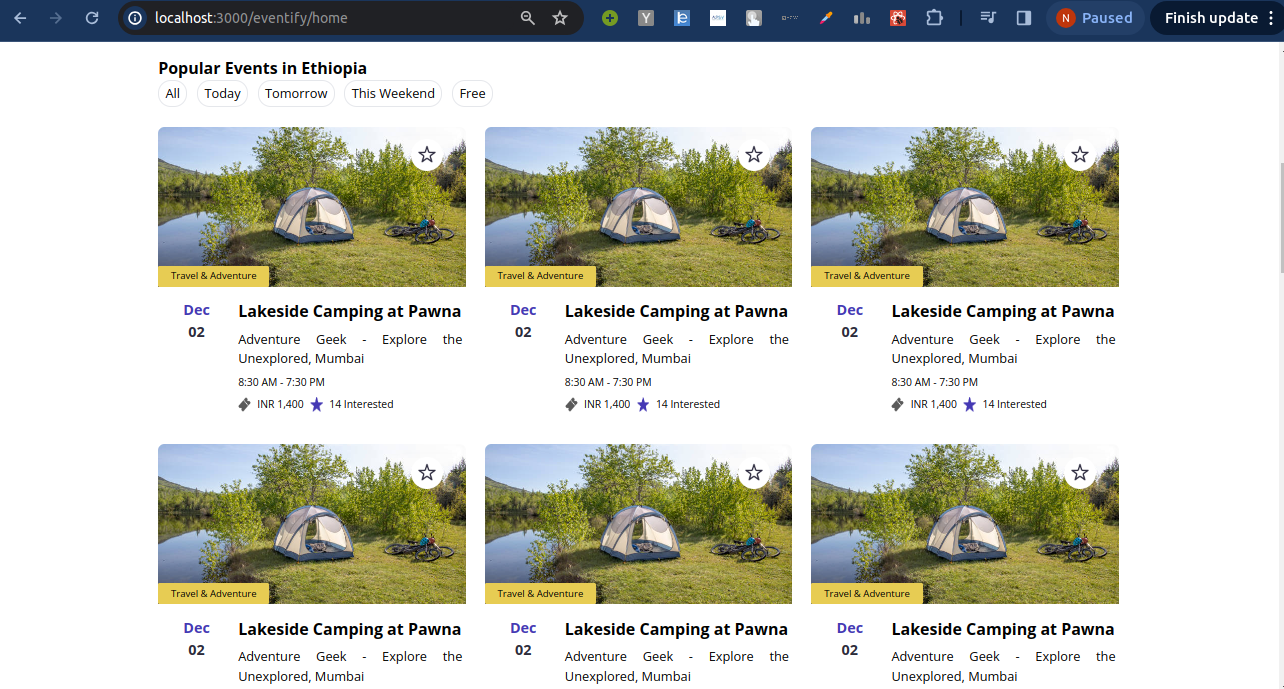 localhost:3000/eventify/home
N Paused
Finish update
Popular Events in Ethiopia
All Today Tomorrow This Weekend Free
Travel & Adventure Travel & Adventure Travel & Adventure
Dec
02
Lakeside Camping at Pawna
Adventure Geek - Explore the
Unexplored, Mumbai
8:30 AM - 7:30 PM
INR 1,400 14 Interested
Dec
02
Lakeside Camping at Pawna
Adventure Geek - Explore the
Unexplored, Mumbai
8:30 AM - 7:30 PM
INR 1,400 14 Interested
Dec
02
Lakeside Camping at Pawna
Adventure Geek - Explore the
Unexplored, Mumbai
8:30 AM - 7:30 PM
INR 1,400 14 Interested
Travel & Adventure Travel & Adventure Travel & Adventure
Dec
02
Lakeside Camping at Pawna
Adventure Geek - Explore the
Unexplored, Mumbai
Dec
02
Lakeside Camping at Pawna
Adventure Geek - Explore the
Unexplored, Mumbai
Dec
02
Lakeside Camping at Pawna
Adventure Geek - Explore the
Unexplored, Mumbai